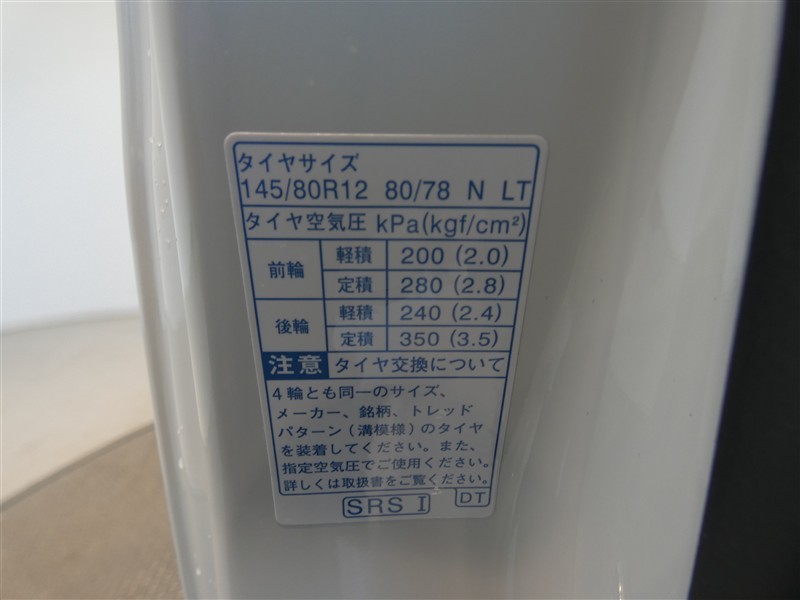 タイヤサイズ
145/80R12 80/78 N LT
タイヤ空気圧 kPa(kgf/cm²)
前輪 軽積 200 (2.0)
定積 280 (2.8)
後輪 軽積 240 (2.4)
定積 350 (3.5)
注意 タイヤ交換について
4輪とも同一のサイズ、
メーカー、銘柄、トレッド
パターン(溝模様)のタイヤ
を装着してください。また、
指定空気圧でご使用ください。
詳しくは取扱書をご覧ください。
SRS I DT